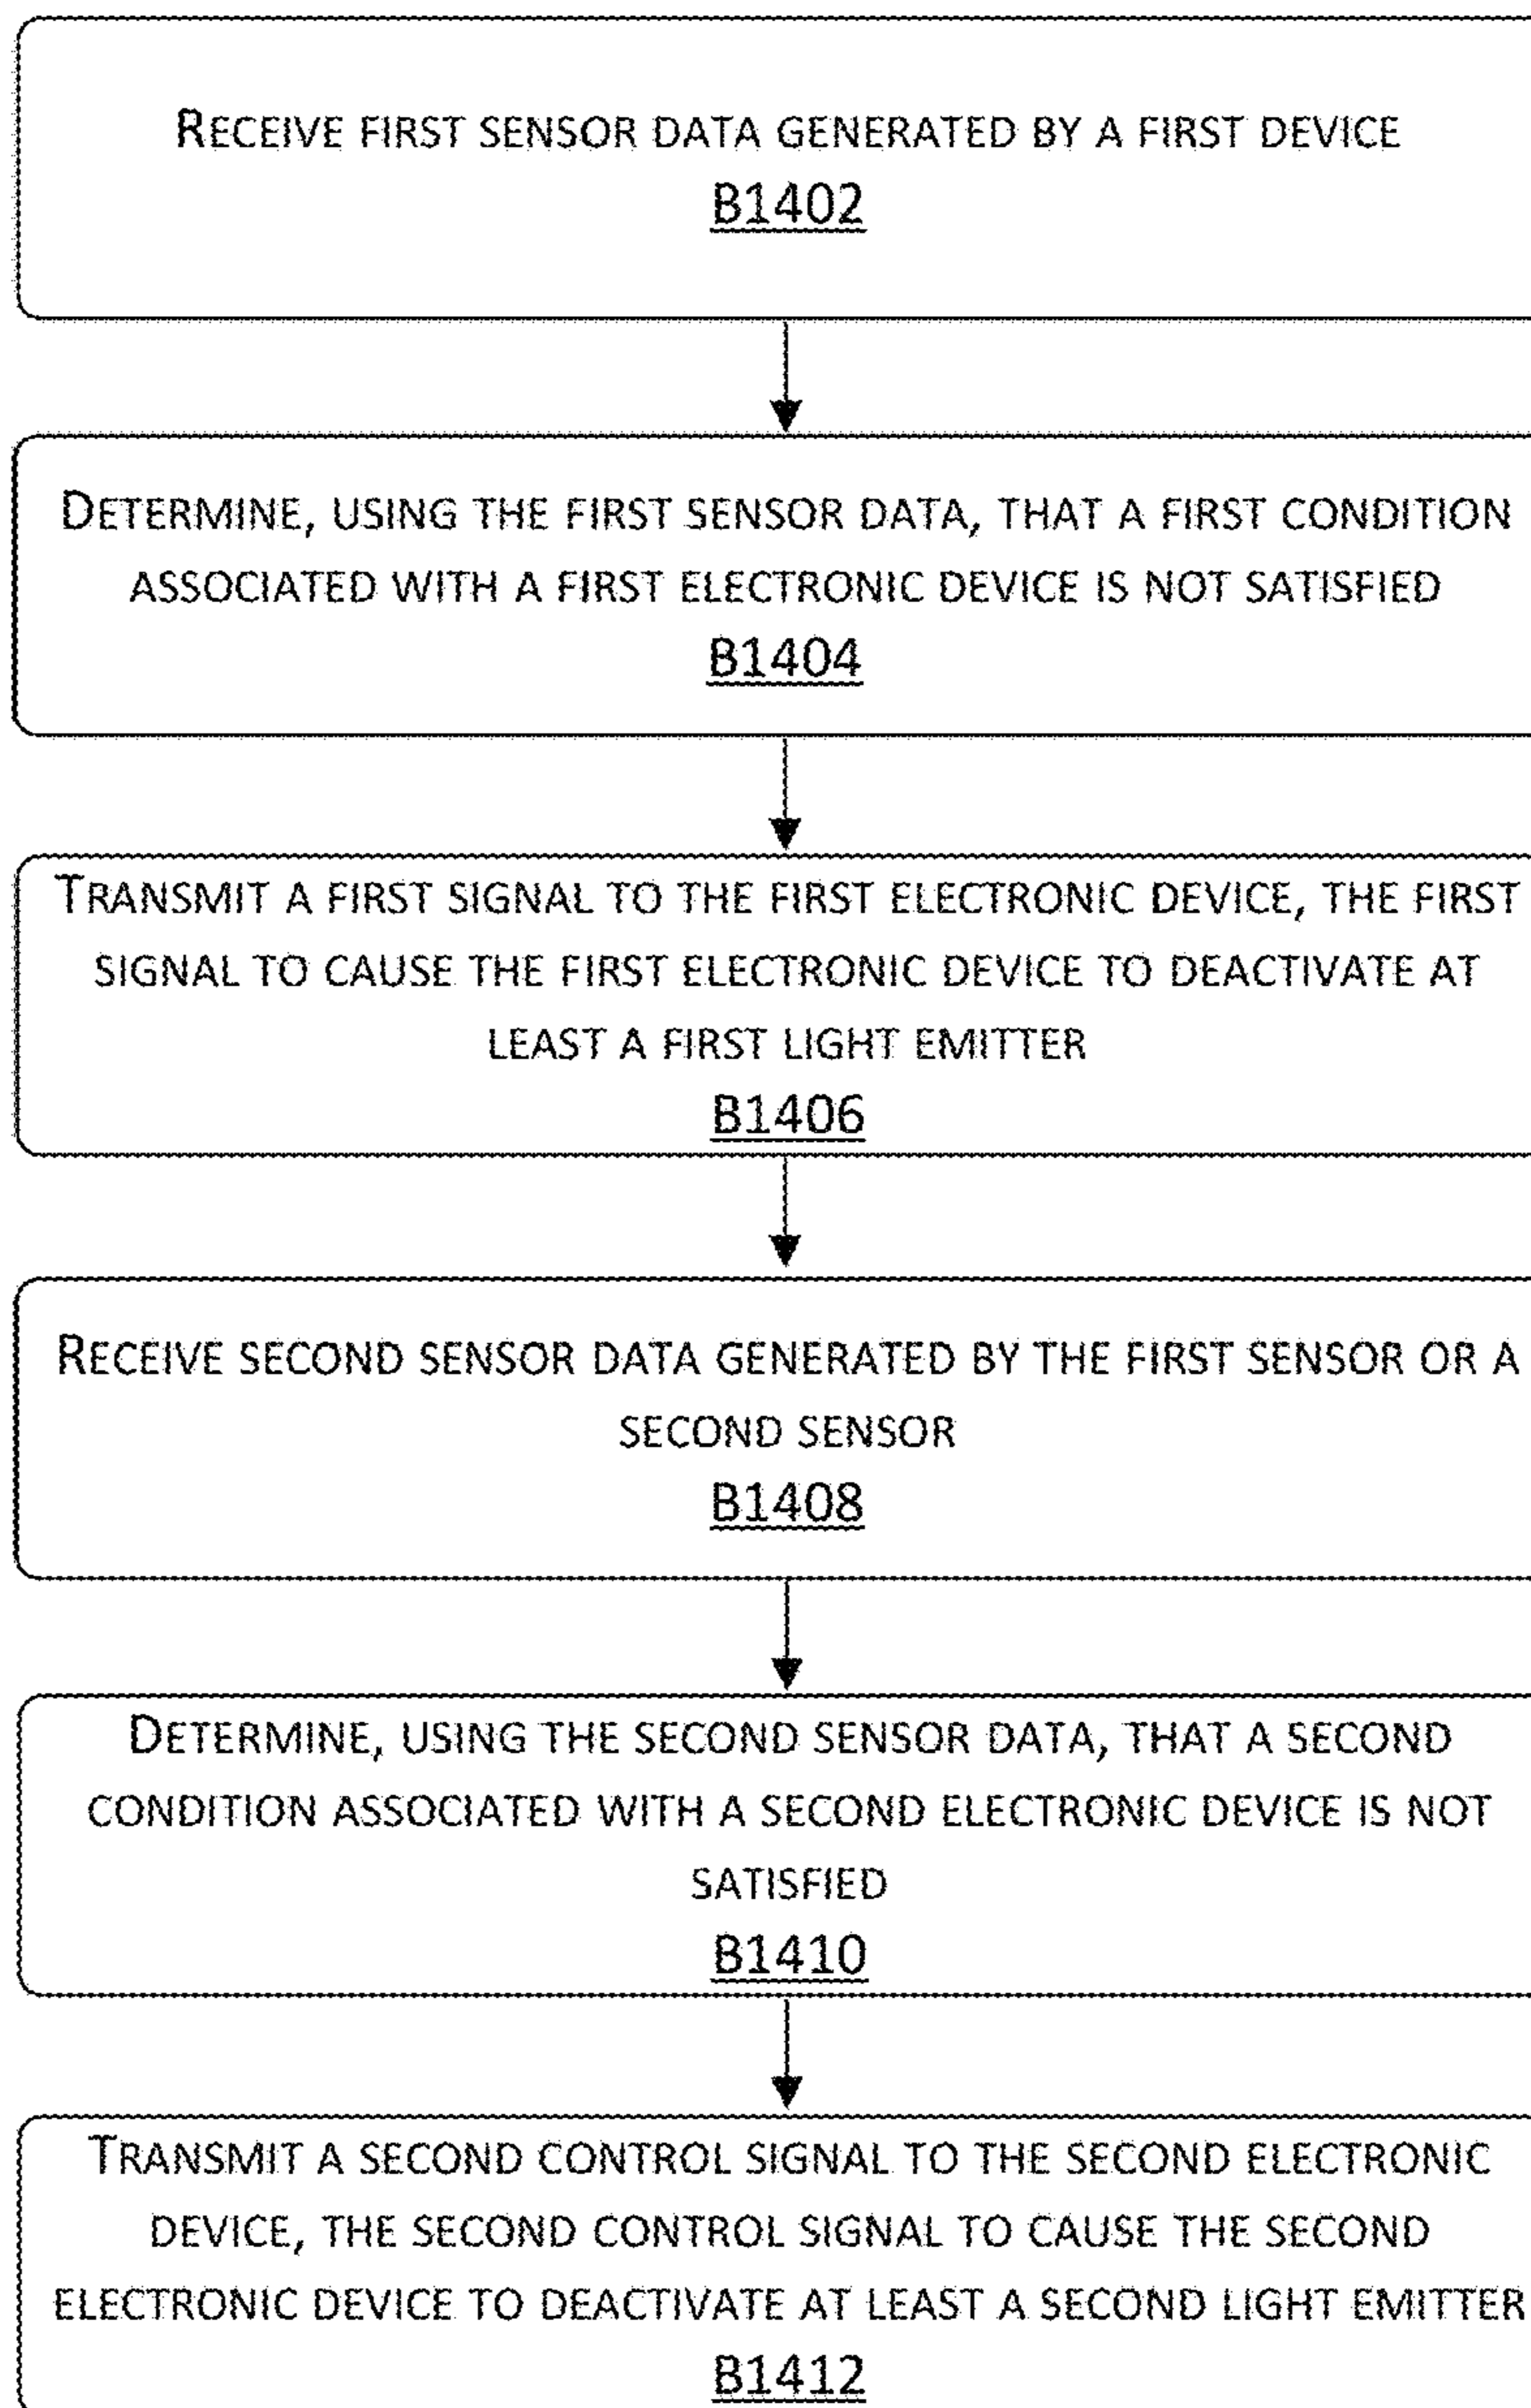 RECEIVE FIRST SENSOR DATA GENERATED BY A FIRST DEVICE
B1402
DETERMINE, USING THE FIRST SENSOR DATA, THAT A FIRST CONDITION
ASSOCIATED WITH A FIRST ELECTRONIC DEVICE IS NOT SATISFIED
B1404
TRANSMIT A FIRST SIGNAL TO THE FIRST ELECTRONIC DEVICE, THE FIRST
SIGNAL TO CAUSE THE FIRST ELECTRONIC DEVICE TO DEACTIVATE AT
LEAST A FIRST LIGHT EMITTER
B1406
RECEIVE SECOND SENSOR DATA GENERATED BY THE FIRST SENSOR OR A
SECOND SENSOR
B1408
DETERMINE, USING THE SECOND SENSOR DATA, THAT A SECOND
CONDITION ASSOCIATED WITH A SECOND ELECTRONIC DEVICE IS NOT
SATISFIED
B1410
TRANSMIT A SECOND CONTROL SIGNAL TO THE SECOND ELECTRONIC
DEVICE, THE SECOND CONTROL SIGNAL TO CAUSE THE SECOND
ELECTRONIC DEVICE TO DEACTIVATE AT LEAST A SECOND LIGHT EMITTER
B1412